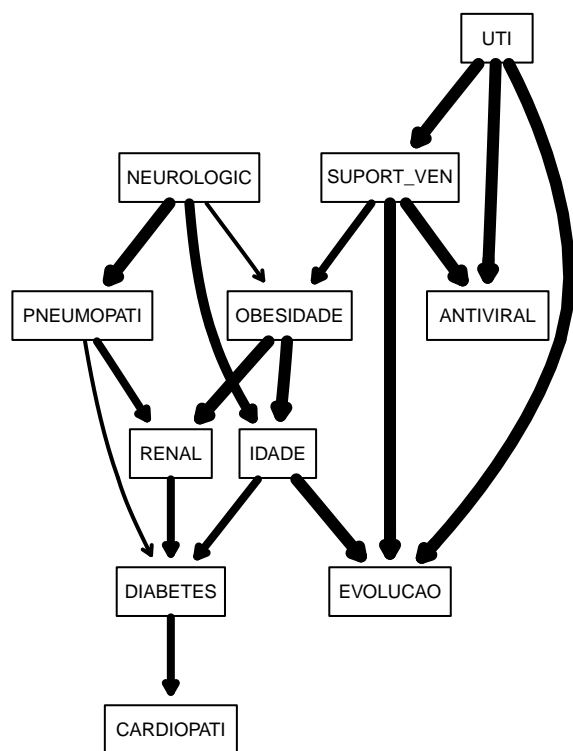 UTI
NEUROLOGIC
SUPORT_VEN
PNEUMOPATI
OBESIDADE
ANTIVIRAL
RENAL
IDADE
DIABETES
EVOLUCAO
CARDIOPATI